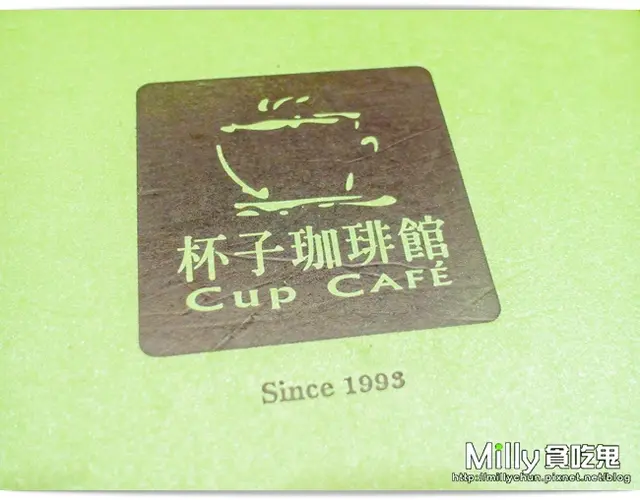 杯子珈琲館
CUP CAFÉ
Since 1993
Milly貪吃鬼
http://millychun.pixnet.net/blog